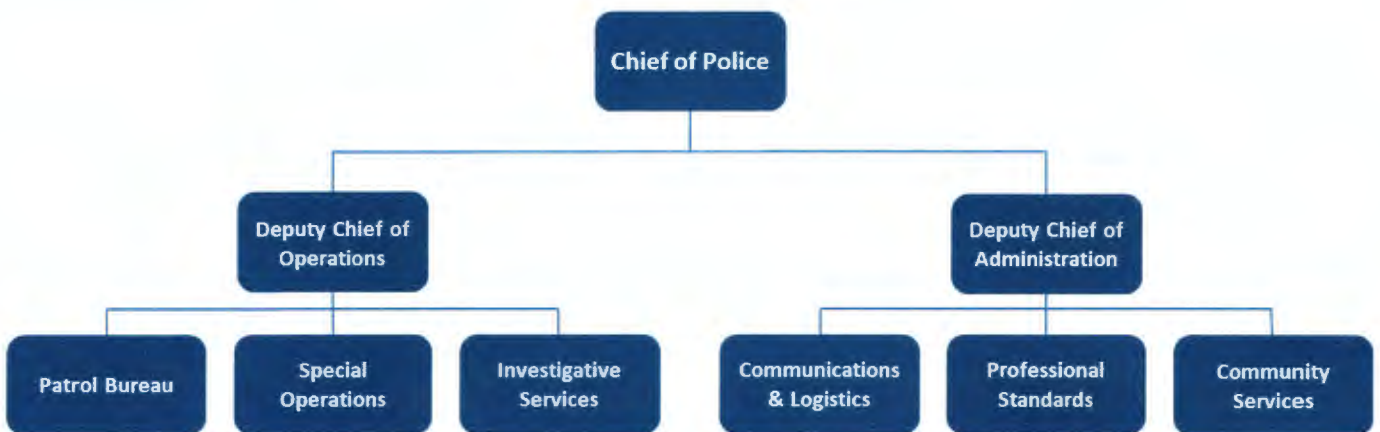 Chief of Police
Deputy Chief of
Operations
Deputy Chief of
Administration
Patrol Bureau
Special
Operations
Investigative
Services
Communications
& Logistics
Professional
Standards
Community
Services